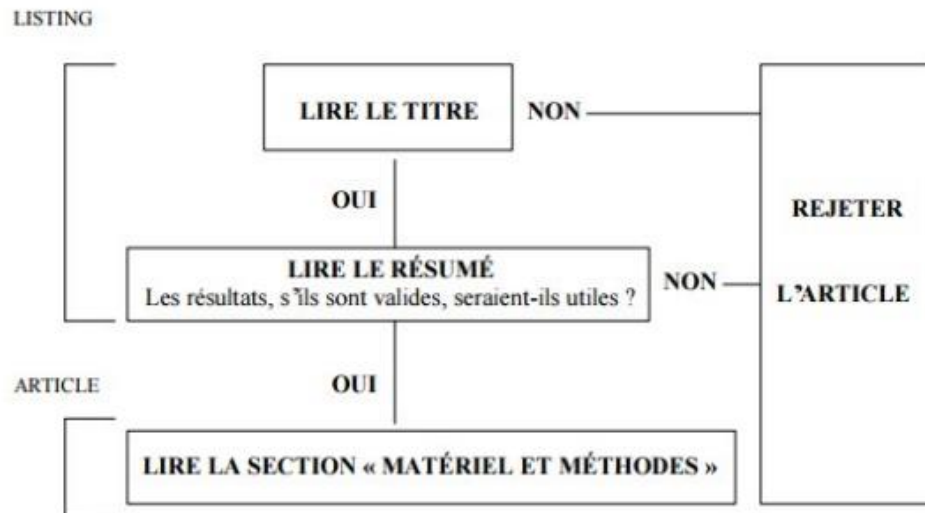 LISTING
LIRE LE TITRE
NON
OUI
REJETER
L'ARTICLE
LIRE LE RÉSUMÉ
Les résultats, s'ils sont valides, seraient-ils utiles ?
NON
ARTICLE
OUI
LIRE LA SECTION « MATÉRIEL ET MÉTHODES »